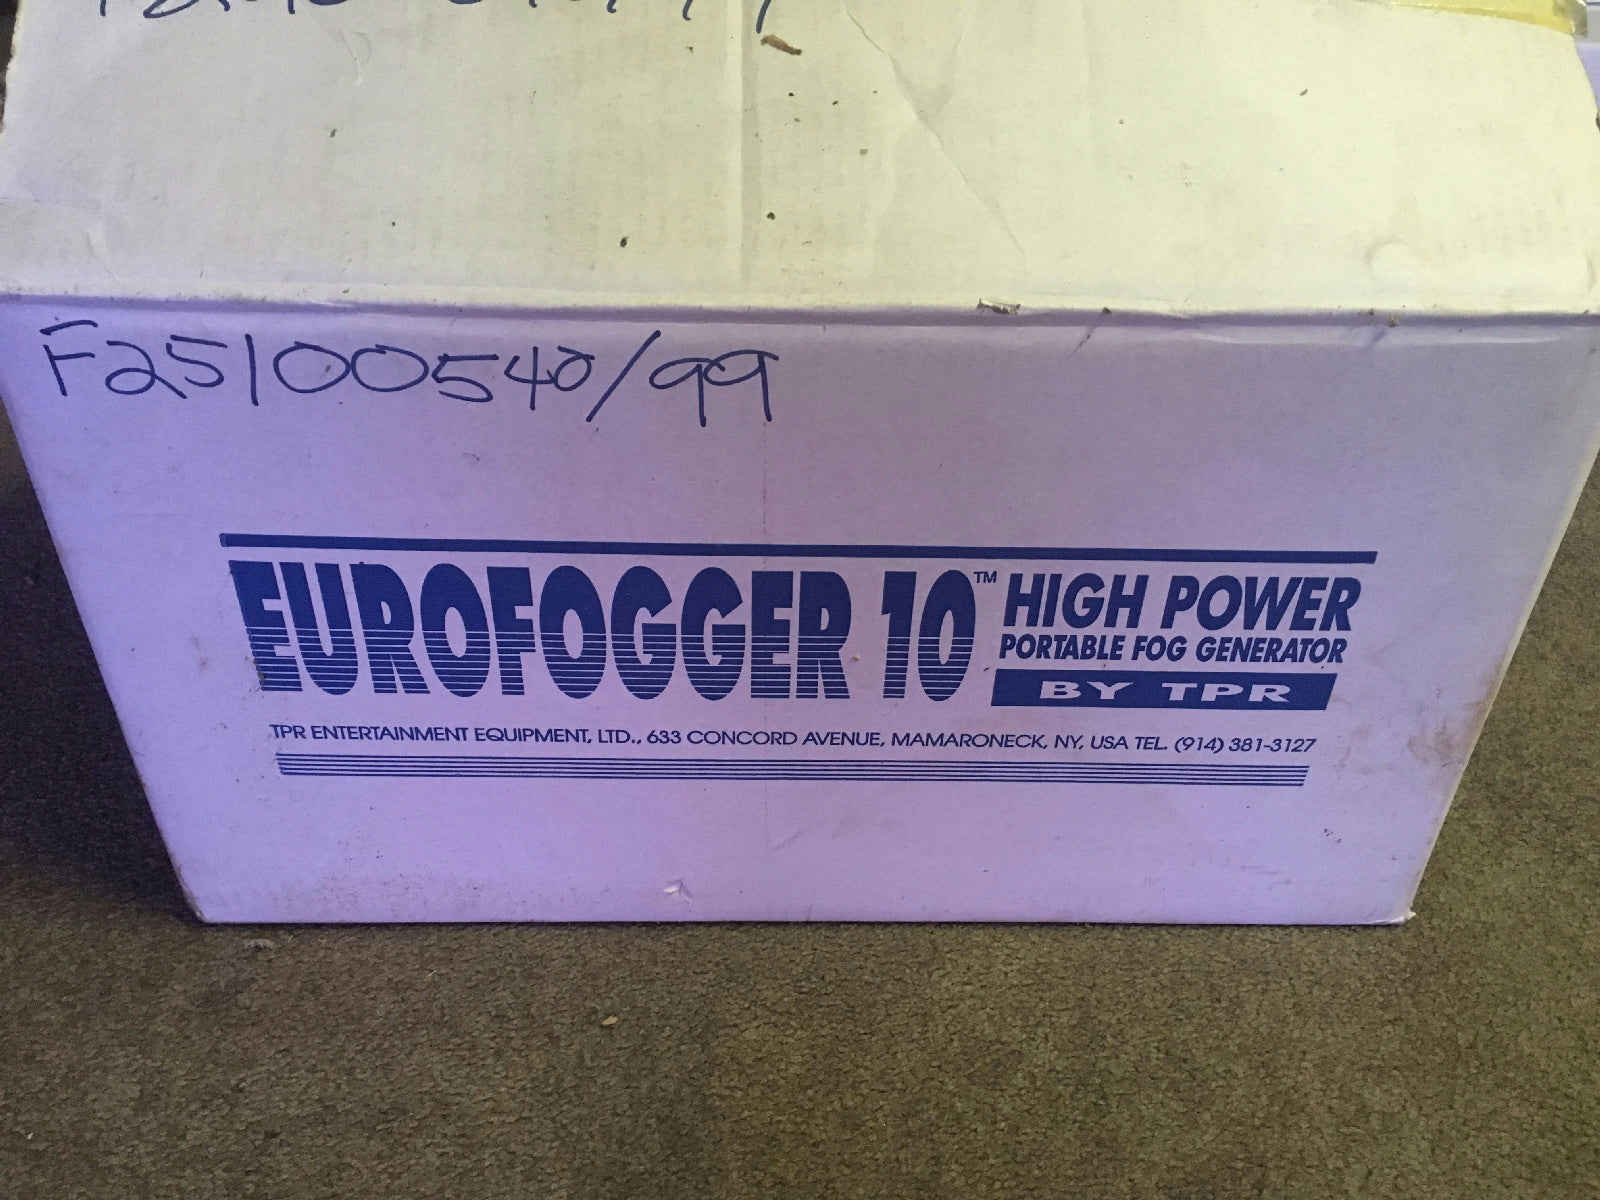 F25100540/99
EUROFOGGER 10™ HIGH POWER
PORTABLE FOG GENERATOR
BY TPR
TPR ENTERTAINMENT EQUIPMENT, LTD., 633 CONCORD AVENUE, MAMARONECK, NY, USA TEL. (914) 381-3127